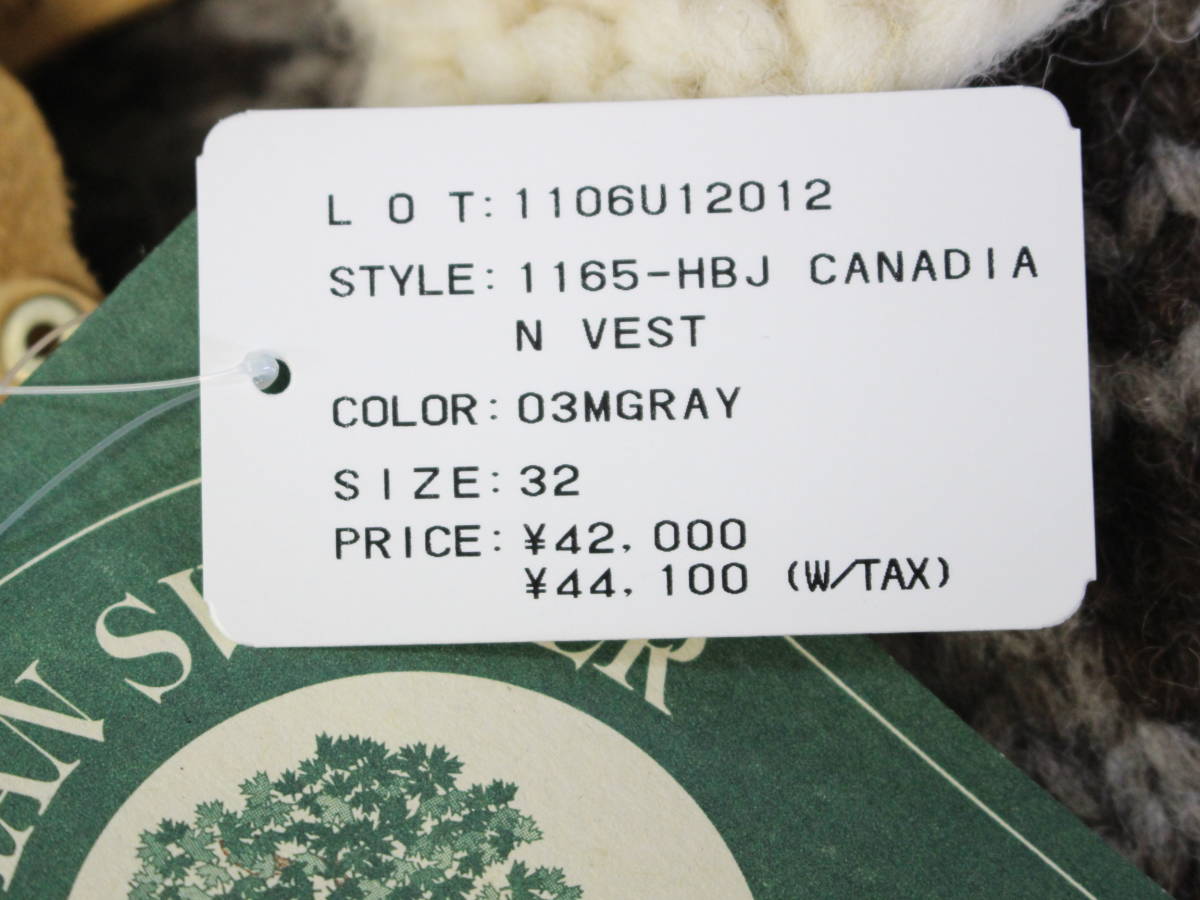 L O T: 1106U12012
STYLE: 1165-HBJ CANADIA
N VEST
COLOR: 03MGRAY
SIZE: 32
PRICE: ¥42,000
¥44,100 (W/TAX)